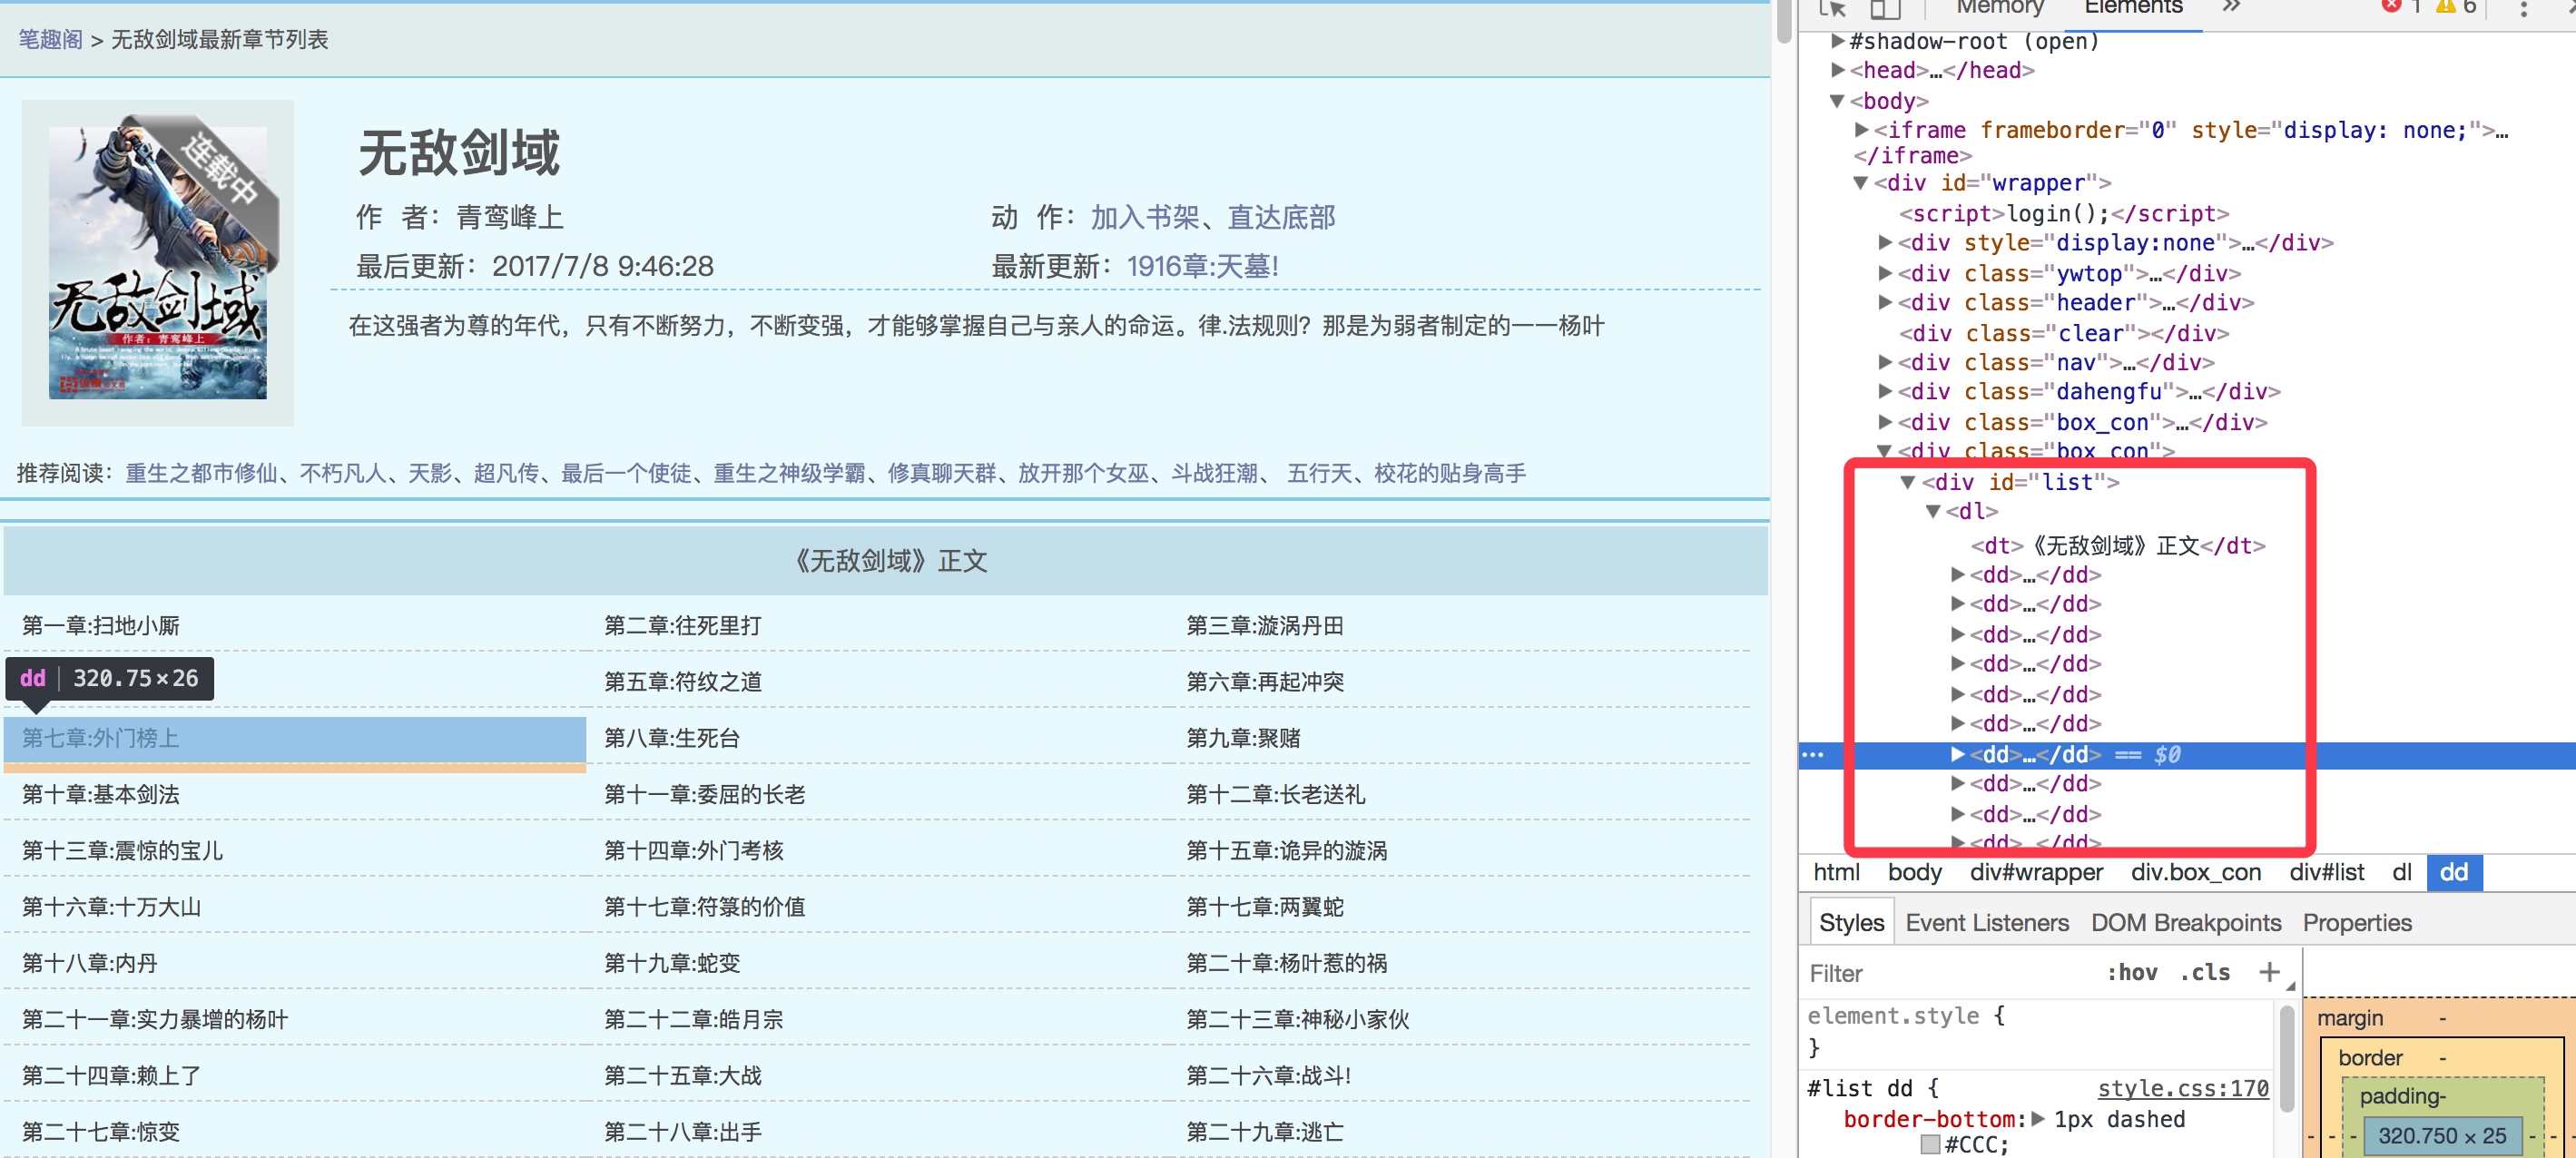 笔趣阁 > 无敌剑域最新章节列表
连载中
无敌剑域
作者：青鸾峰上
无敌剑域
作 者：青鸾峰上
动 作：加入书架、直达底部
最后更新：2017/7/8 9:46:28
最新更新：1916章:天墓!
在这强者为尊的年代，只有不断努力，不断变强，才能够掌握自己与亲人的命运。律.法规则？那是为弱者制定的一一杨叶
推荐阅读：重生之都市修仙、不朽凡人、天影、超凡传、最后一个使徒、重生之神级学霸、修真聊天群、放开那个女巫、斗战狂潮、 五行天、校花的贴身高手
《无敌剑域》正文
第一章:扫地小厮
第二章:往死里打
第三章:漩涡丹田
dd 320.75×26
第五章:符纹之道
第六章:再起冲突
第七章:外门榜上
第八章:生死台
第九章:聚赌
第十章:基本剑法
第十一章:委屈的长老
第十二章:长老送礼
第十三章:震惊的宝儿
第十四章:外门考核
第十五章:诡异的漩涡
第十六章:十万大山
第十七章:符箓的价值
第十七章:两翼蛇
第十八章:内丹
第十九章:蛇变
第二十章:杨叶惹的祸
第二十一章:实力暴增的杨叶
第二十二章:皓月宗
第二十三章:神秘小家伙
第二十四章:赖上了
第二十五章:大战
第二十六章:战斗!
第二十七章:惊变
第二十八章:出手
第二十九章:逃亡
Memory Elements » 1 6
▶#shadow-root (open)
▶<head>…</head>
▼<body>
▶<iframe frameborder="0" style="display: none;">…
</iframe>
▼<div id="wrapper">
<script>login();</script>
▶<div style="display:none">…</div>
▶<div class="ywtop">…</div>
▶<div class="header">…</div>
<div class="clear"></div>
▶<div class="nav">…</div>
▶<div class="dahengfu">…</div>
▶<div class="box_con">…</div>
▼<div class="box_con">
▼<div id="list">
▼<dl>
<dt>《无敌剑域》正文</dt>
▶<dd>…</dd>
▶<dd>…</dd>
▶<dd>…</dd>
▶<dd>…</dd>
▶<dd>…</dd>
▶<dd>…</dd>
… ▶<dd>…</dd> == $0
▶<dd>…</dd>
▶<dd>…</dd>
▶<dd>…</dd>
html body div#wrapper div.box_con div#list dl dd
Styles Event Listeners DOM Breakpoints Properties
Filter :hov .cls +
element.style {
}
#list dd { style.css:170
border-bottom:▶ 1px dashed
#CCC;
margin -
border -
padding-
- - - 320.750 × 25 - - -